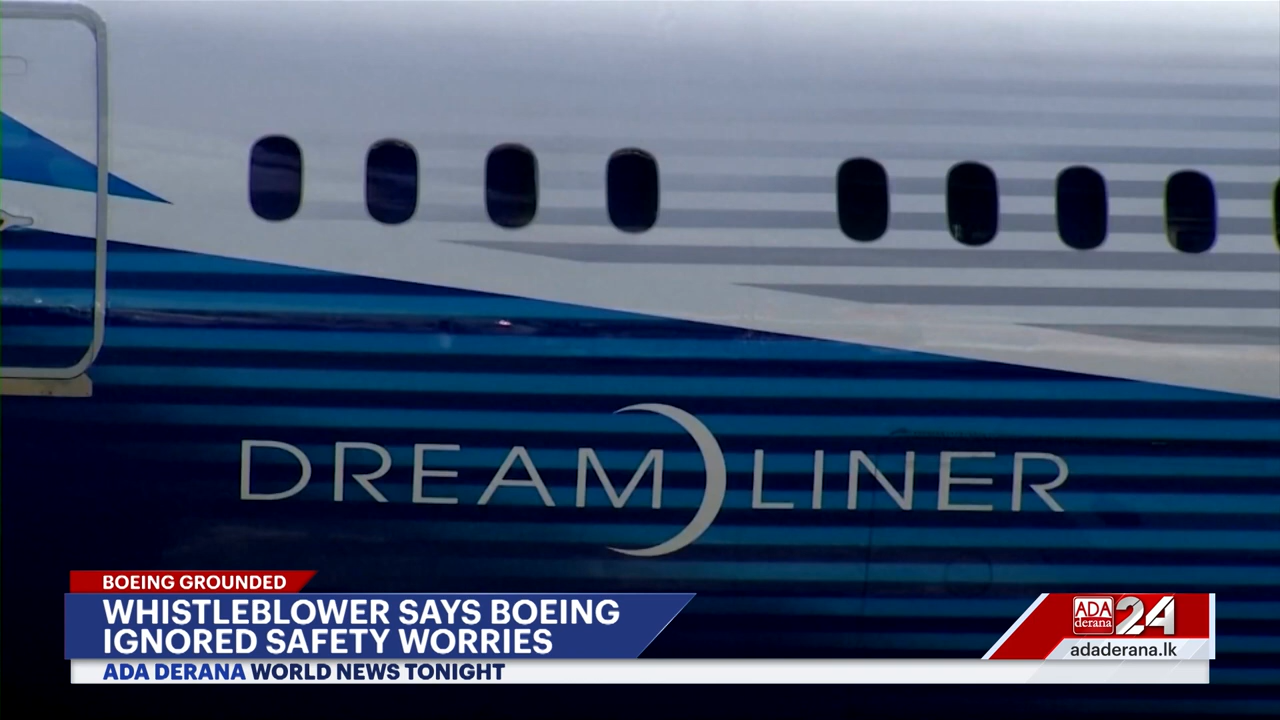 DREAMLINER
BOEING GROUNDED
WHISTLEBLOWER SAYS BOEING
IGNORED SAFETY WORRIES
ADA DERANA WORLD NEWS TONIGHT
ADA
derana
24
adaderana.lk